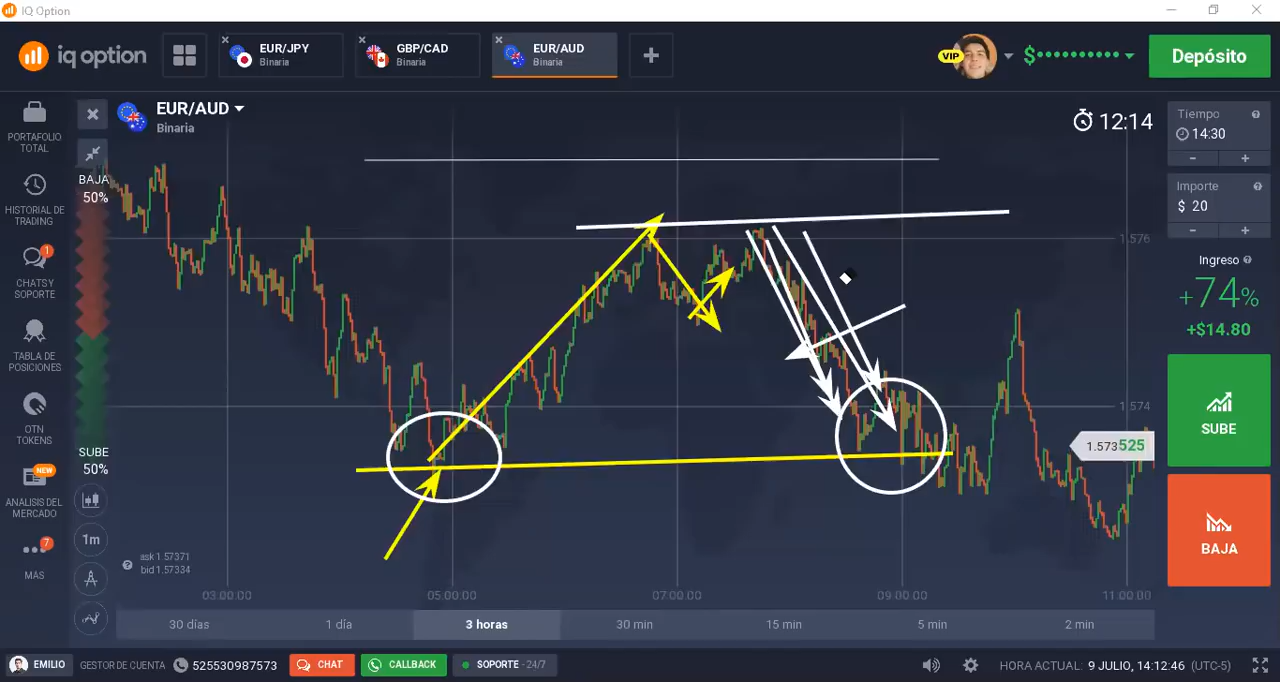 IQ Option
iq option
EUR/JPY
Binaria
GBP/CAD
Binaria
EUR/AUD
Binaria
VIP
$••••••••••
Depósito
PORTAFOLIO
TOTAL
HISTORIAL DE
TRADING
1
CHATS Y
SOPORTE
TABLA DE
POSICIONES
OTN
TOKENS
NEW
ANÁLISIS DEL
MERCADO
7
MÁS
EUR/AUD
Binaria
BAJA
50%
SUBE
50%
1m
ask 1.57371
bid 1.57334
12:14
1.576
1.574
1.573525
03:00:00
05:00:00
07:00:00
09:00:00
11:00:00
30 días
1 día
3 horas
30 min
15 min
5 min
2 min
Tiempo
14:30
- +
Importe
$ 20
- +
Ingreso
+74%
+$14.80
SUBE
BAJA
EMILIO
GESTOR DE CUENTA
525530987573
CHAT
CALLBACK
SOPORTE - 24/7
HORA ACTUAL: 9 JULIO, 14:12:46 (UTC-5)